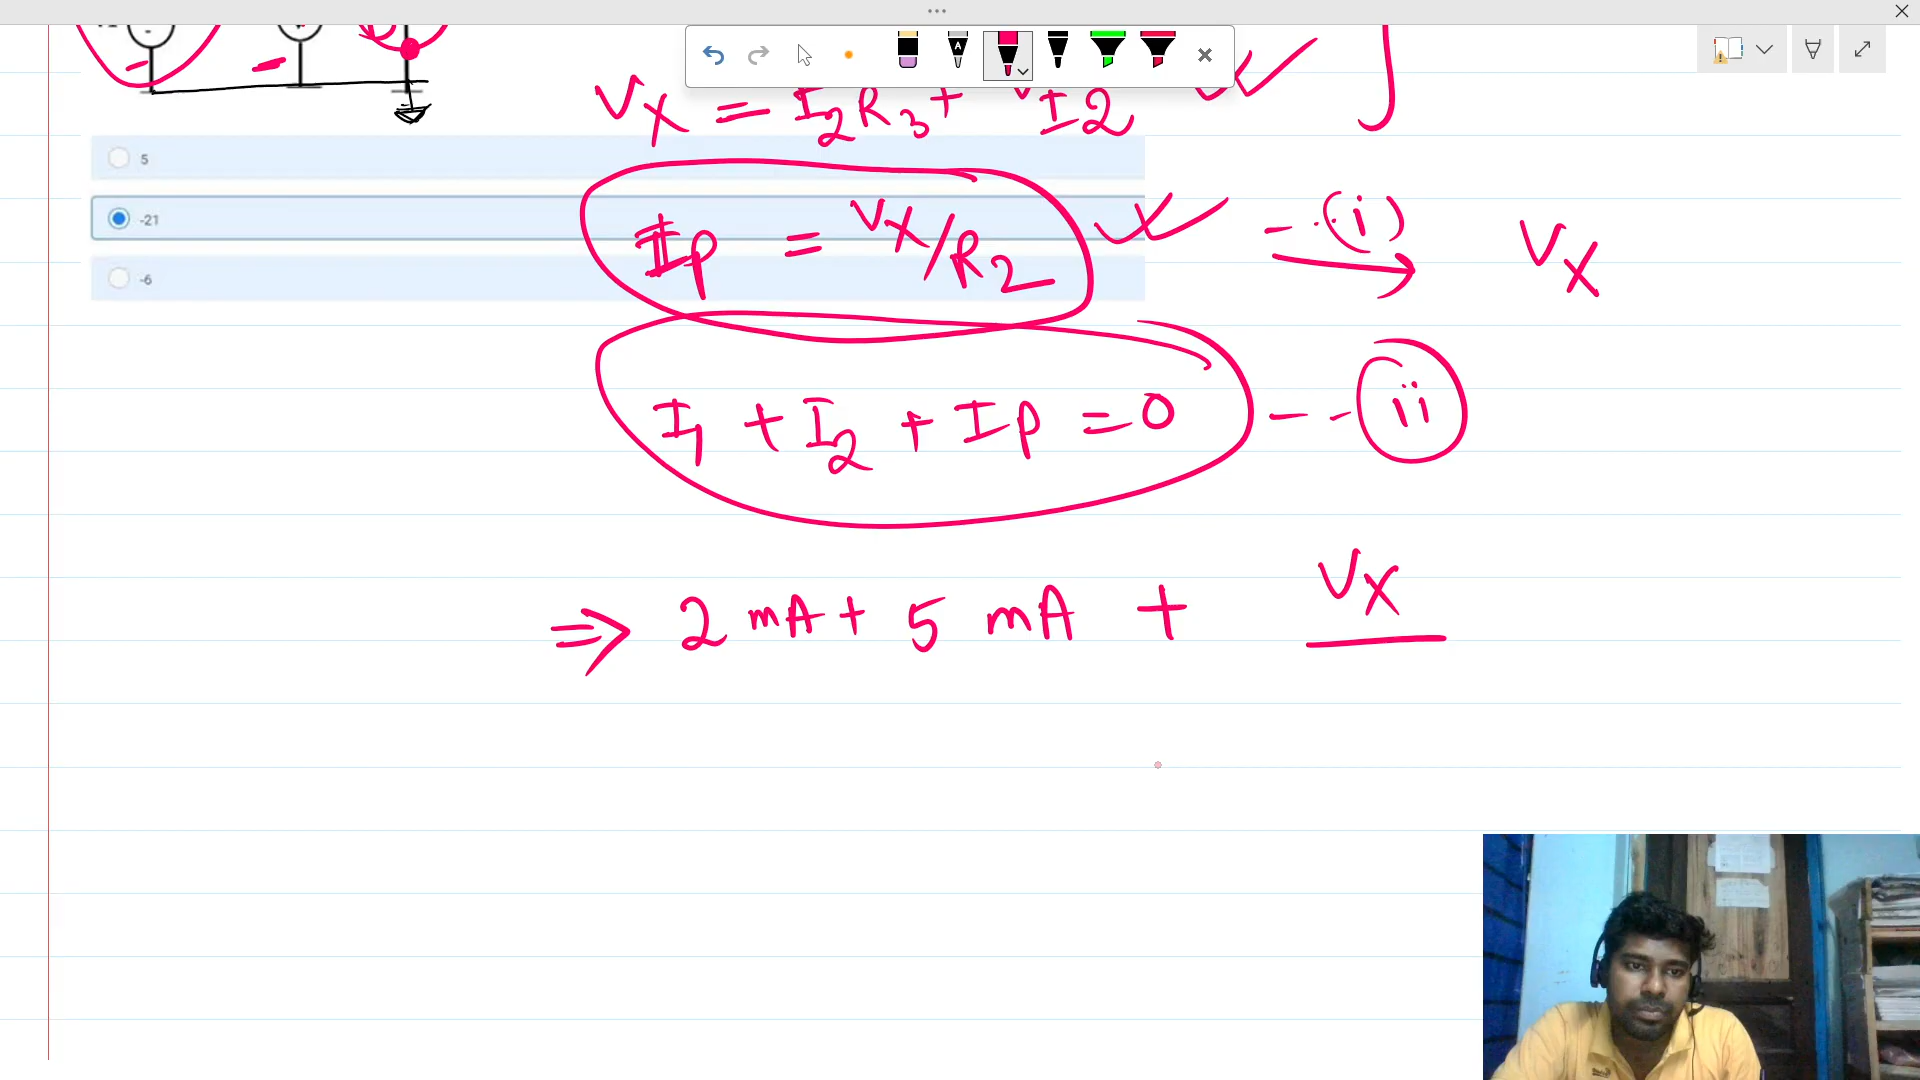 Vx = I2R3 + VI2
5
-21
-6
Ip = Vx/R2 - - (i) Vx
I1 + I2 + Ip = 0 - - (ii)
⇒ 2 mA + 5 mA + Vx